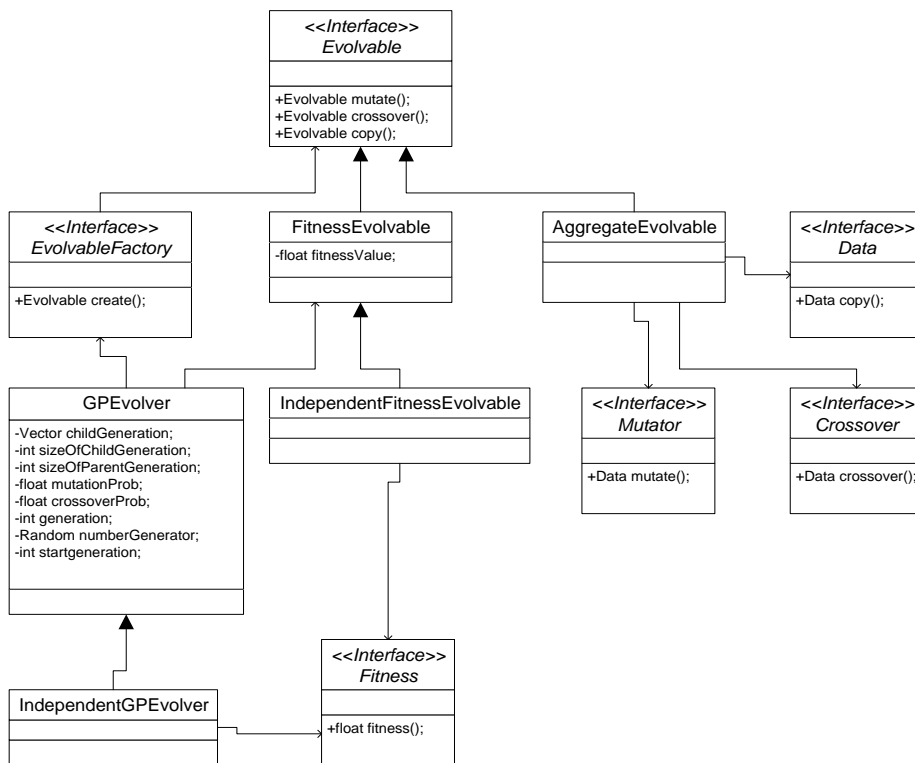 <<Interface>>
Evolvable
+Evolvable mutate();
+Evolvable crossover();
+Evolvable copy();
<<Interface>>
EvolvableFactory
+Evolvable create();
FitnessEvolvable
-float fitnessValue;
AggregateEvolvable
<<Interface>>
Data
+Data copy();
GPEvolver
-Vector childGeneration;
-int sizeOfChildGeneration;
-int sizeOfParentGeneration;
-float mutationProb;
-float crossoverProb;
-int generation;
-Random numberGenerator;
-int startgeneration;
IndependentFitnessEvolvable
<<Interface>>
Mutator
+Data mutate();
<<Interface>>
Crossover
+Data crossover();
IndependentGPEvolver
<<Interface>>
Fitness
+float fitness();